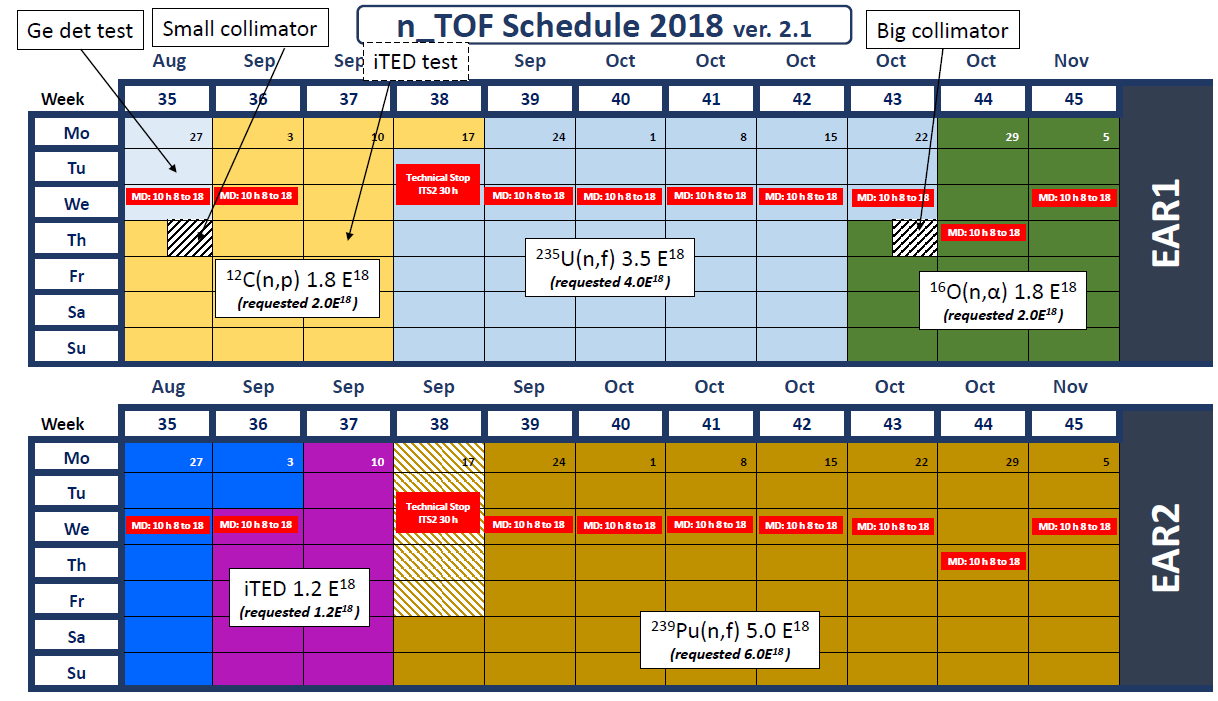 n_TOF Schedule 2018 ver. 2.1
Ge det test
Small collimator
iTED test
Big collimator
Aug Sep Sep Sep Oct Oct Oct Oct Oct Nov
Week 35 36 37 38 39 40 41 42 43 44 45
Mo 27 3 10 17 24 1 8 15 22 29 5
Tu
Technical Stop
ITS2 30 h
We MD: 10 h 8 to 18 MD: 10 h 8 to 18 MD: 10 h 8 to 18 MD: 10 h 8 to 18 MD: 10 h 8 to 18 MD: 10 h 8 to 18 MD: 10 h 8 to 18 MD: 10 h 8 to 18
Th MD: 10 h 8 to 18
Fr
Sa
Su
¹²C(n,p) 1.8 E¹⁸
(requested 2.0E¹⁸)
²³⁵U(n,f) 3.5 E¹⁸
(requested 4.0E¹⁸)
¹⁶O(n,α) 1.8 E¹⁸
(requested 2.0E¹⁸)
EAR1
Aug Sep Sep Sep Sep Oct Oct Oct Oct Oct Nov
Week 35 36 37 38 39 40 41 42 43 44 45
Mo 27 3 10 17 24 1 8 15 22 29 5
Tu
Technical Stop
ITS2 30 h
We MD: 10 h 8 to 18 MD: 10 h 8 to 18 MD: 10 h 8 to 18 MD: 10 h 8 to 18 MD: 10 h 8 to 18 MD: 10 h 8 to 18 MD: 10 h 8 to 18 MD: 10 h 8 to 18
Th MD: 10 h 8 to 18
Fr
Sa
Su
iTED 1.2 E¹⁸
(requested 1.2E¹⁸)
²³⁹Pu(n,f) 5.0 E¹⁸
(requested 6.0E¹⁸)
EAR2